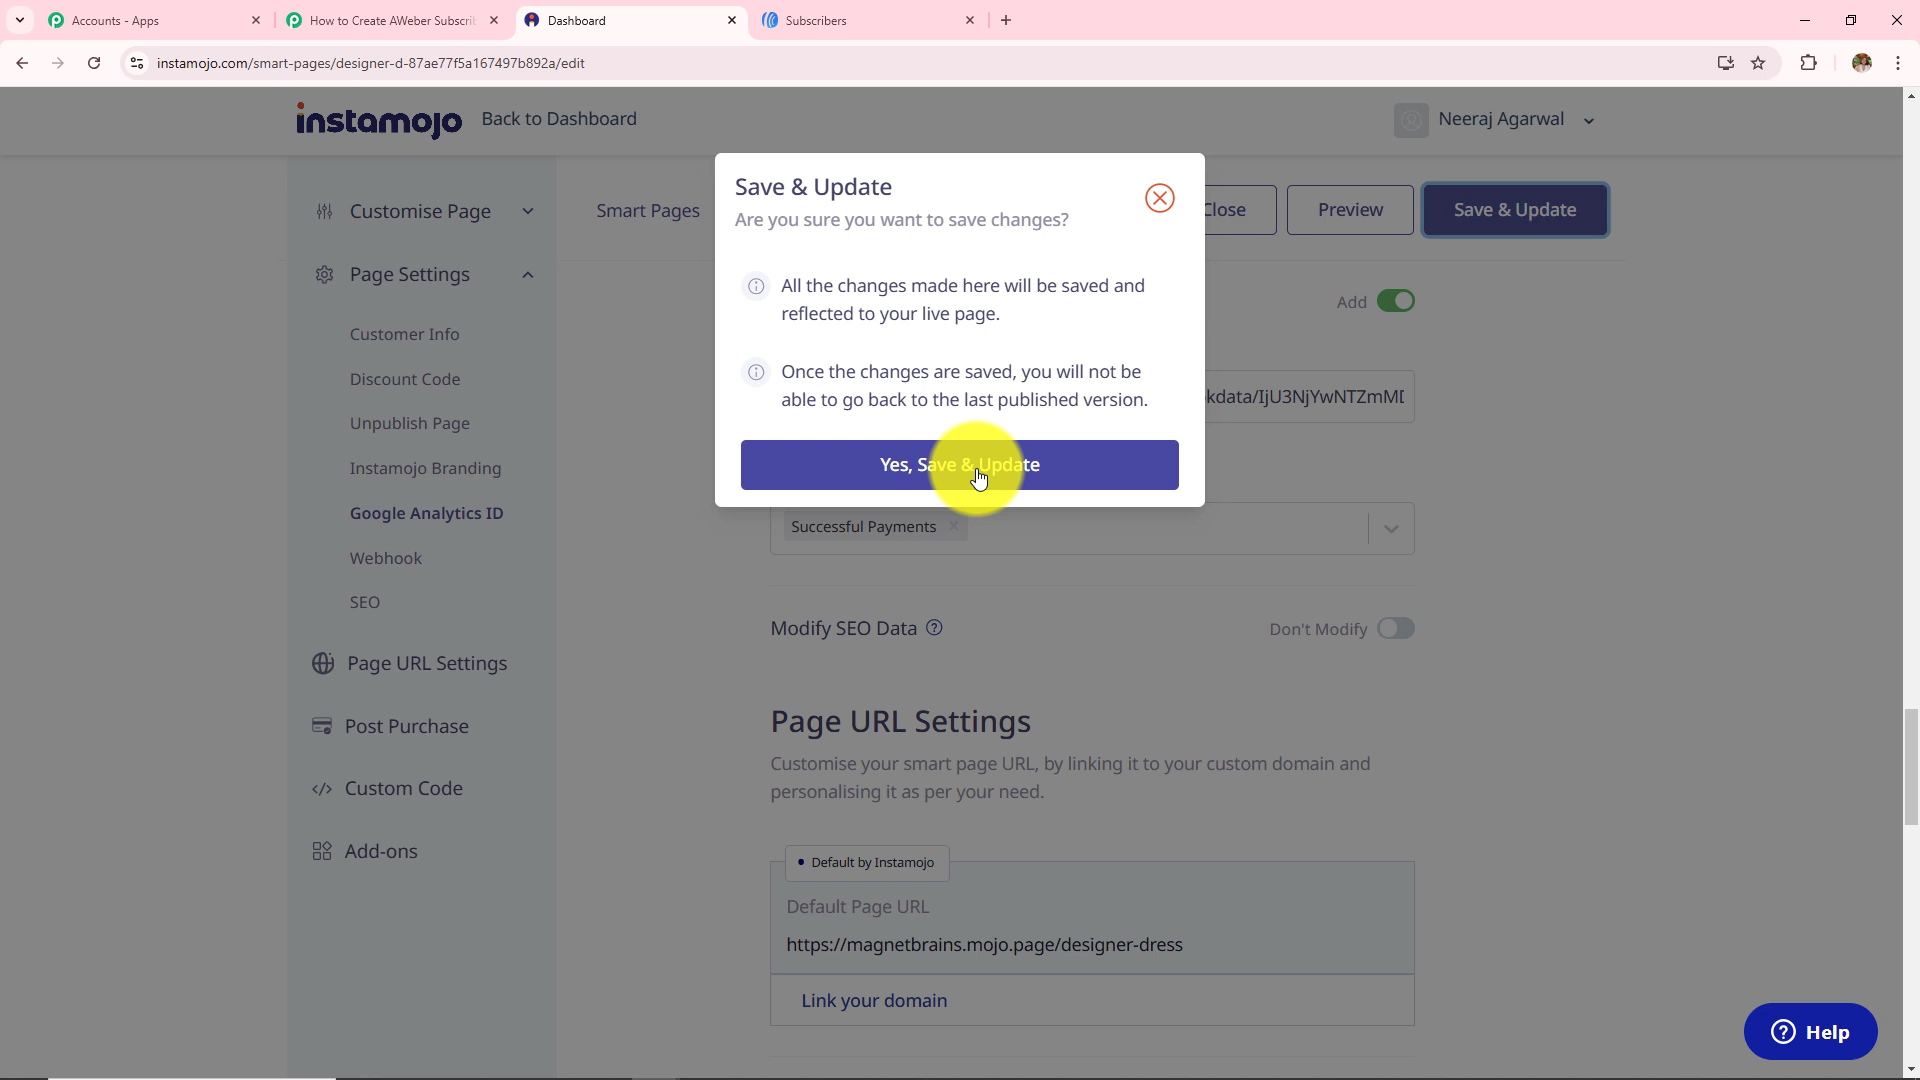 Accounts - Apps
How to Create AWeber Subscri
Dashboard
Subscribers
instamojo.com/smart-pages/designer-d-87ae77f5a167497b892a/edit
instamojo
Back to Dashboard
Neeraj Agarwal
Customise Page
Page Settings
Customer Info
Discount Code
Unpublish Page
Instamojo Branding
Google Analytics ID
Webhook
SEO
Page URL Settings
Post Purchase
Custom Code
Add-ons
Smart Pages
Close
Preview
Save & Update
Save & Update
Are you sure you want to save changes?
All the changes made here will be saved and
reflected to your live page.
Once the changes are saved, you will not be
able to go back to the last published version.
Yes, Save & Update
Add
kdata/IjU3NjYwNTZmMD
Successful Payments
Modify SEO Data
Don't Modify
Page URL Settings
Customise your smart page URL, by linking it to your custom domain and
personalising it as per your need.
Default by Instamojo
Default Page URL
https://magnetbrains.mojo.page/designer-dress
Link your domain
Help